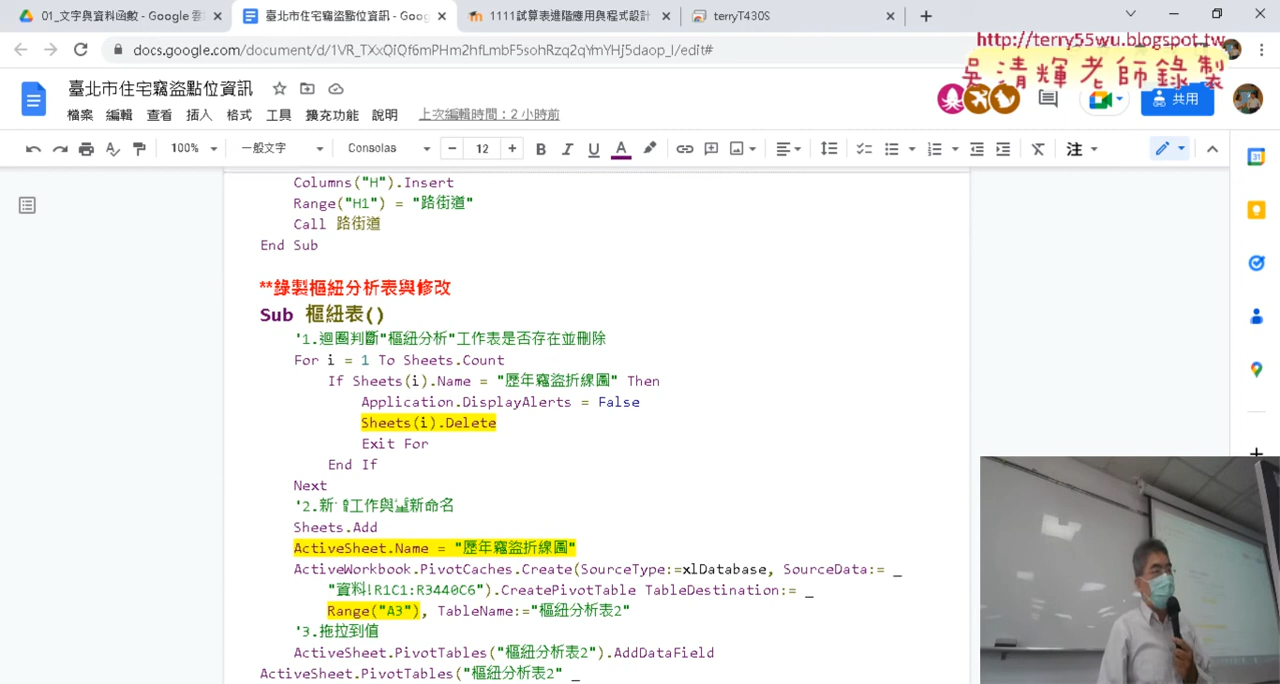 01_文字與資料函數 - Google 雲
臺北市住宅竊盜點位資訊 - Goog
1111試算表進階應用與程式設計
terryT430S
docs.google.com/document/d/1VR_TXxQiQf6mPHm2hfLmbF5sohRzq2qYmYHj5daop_I/edit#
http://terry55wu.blogspot.tw
吳清輝老師錄製
臺北市住宅竊盜點位資訊
共用
檔案 編輯 查看 插入 格式 工具 擴充功能 說明 上次編輯時間：2 小時前
100% 一般文字 Consolas 12 B I U A 注
31
Columns("H").Insert
Range("H1") = "路街道"
Call 路街道
End Sub
**錄製樞紐分析表與修改
Sub 樞紐表()
'1.迴圈判斷"樞紐分析"工作表是否存在並刪除
For i = 1 To Sheets.Count
If Sheets(i).Name = "歷年竊盜折線圖" Then
Application.DisplayAlerts = False
Sheets(i).Delete
Exit For
End If
Next
'2.新增工作與重新命名
Sheets.Add
ActiveSheet.Name = "歷年竊盜折線圖"
ActiveWorkbook.PivotCaches.Create(SourceType:=xlDatabase, SourceData:= _
"資料!R1C1:R3440C6").CreatePivotTable TableDestination:= _
Range("A3"), TableName:="樞紐分析表2"
'3.拖拉到值
ActiveSheet.PivotTables("樞紐分析表2").AddDataField
ActiveSheet.PivotTables("樞紐分析表2" _